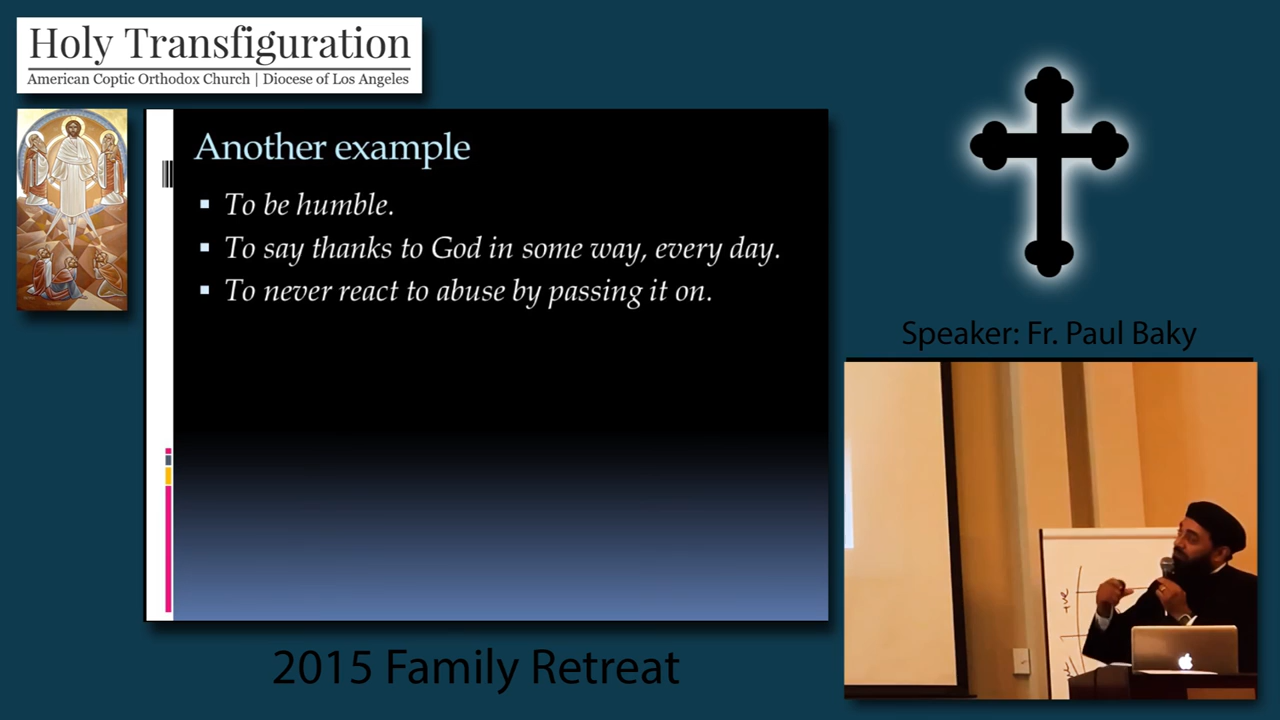 Holy Transfiguration
American Coptic Orthodox Church | Diocese of Los Angeles
Another example
To be humble.
To say thanks to God in some way, every day.
To never react to abuse by passing it on.
Speaker: Fr. Paul Baky
2015 Family Retreat